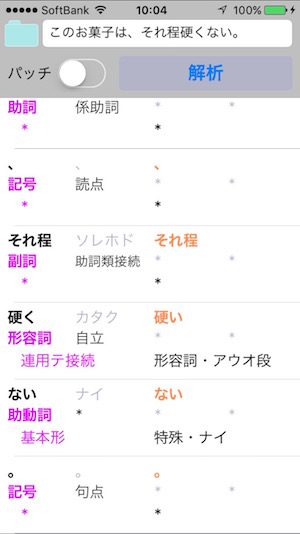 SoftBank 10:04 100%
このお菓子は、それ程硬くない。
パッチ 解析
助詞 係助詞 * *
* *
、 、 、
記号 読点 * *
* *
それ程 ソレホド それ程
副詞 助詞類接続 * *
* *
硬く カタク 硬い
形容詞 自立 * *
連用テ接続 形容詞・アウオ段
ない ナイ ない
助動詞 * * *
基本形 特殊・ナイ
。 。 。
記号 句点 * *
* *